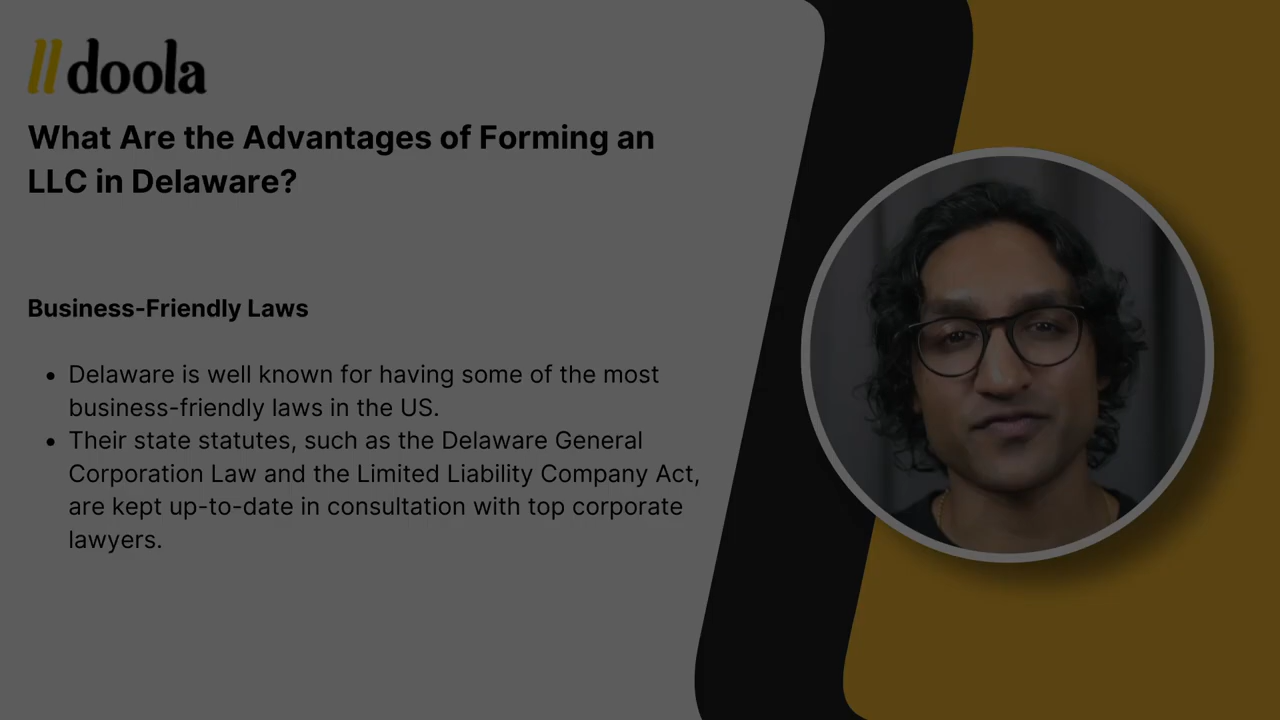 doola
What Are the Advantages of Forming an
LLC in Delaware?
Business-Friendly Laws
• Delaware is well known for having some of the most
business-friendly laws in the US.
• Their state statutes, such as the Delaware General
Corporation Law and the Limited Liability Company Act,
are kept up-to-date in consultation with top corporate
lawyers.